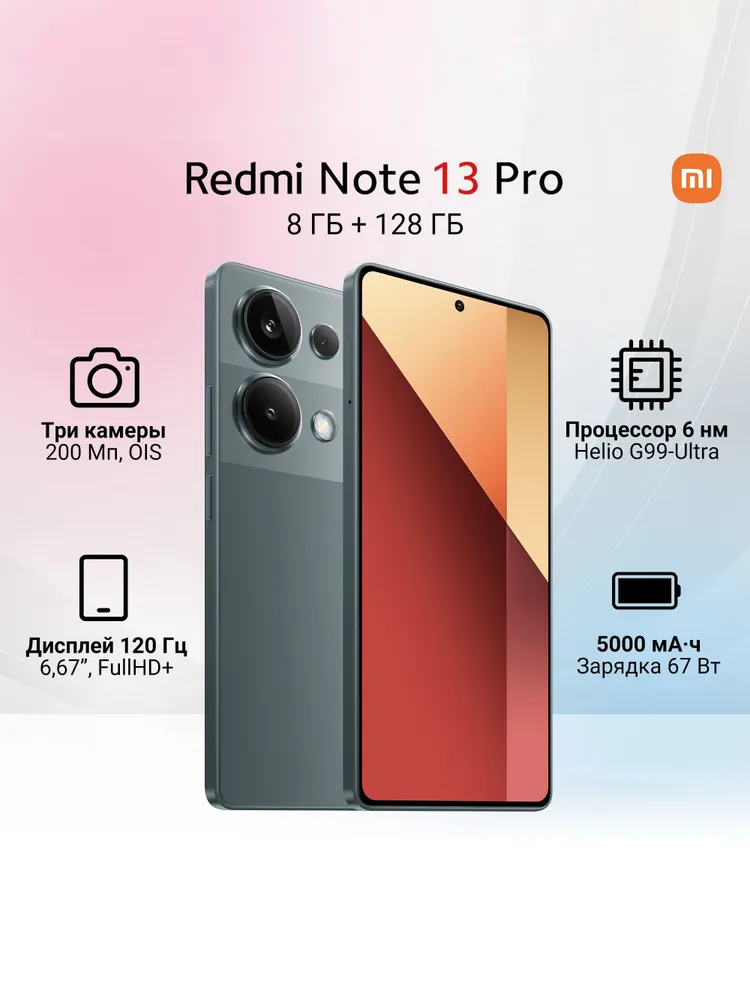 Redmi Note 13 Pro
8 ГБ + 128 ГБ
mi
Три камеры
200 Мп, OIS
Процессор 6 нм
Helio G99-Ultra
Дисплей 120 Гц
6,67”, FullHD+
5000 мА·ч
Зарядка 67 Вт